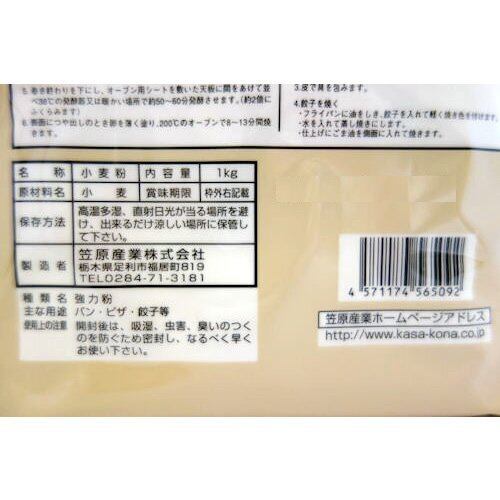 5. 巻き終わりを下にし、オーブン用シートを敷いた天板に間をあけて並
べ38℃の発酵器又は暖かい場所で約50〜60分発酵させます。(約2倍に
ふくらみます)
6. 表面につや出しのとき卵を薄く塗り、200℃のオーブンで8〜13分間焼
きます。
3. 皮で具を包みます。
4. 餃子を焼く
・フライパンに油をしき、餃子を入れて軽く焼き色を付けます。
・水を入れて蒸し焼きにします。
・仕上げにごま油を側面に入れて焼きます。
名 称 小麦粉 内容量 1kg
原材料名 小 麦 賞味期限 枠外右記載
保存方法 高温多湿、直射日光が当る場所を避
け、出来るだけ涼しい場所に保管し
て下さい。
製造者 笠原産業株式会社
栃木県足利市福居町819
TEL0284-71-3181
種類名 強力粉
主な用途 パン・ピザ・餃子等
使用上の注意 開封後は、吸湿、虫害、臭いのつく
のを防ぐため密封し、なるべく早く
お使い下さい。
4 571174 565092
笠原産業ホームページアドレス
http://www.kasa-kona.co.jp